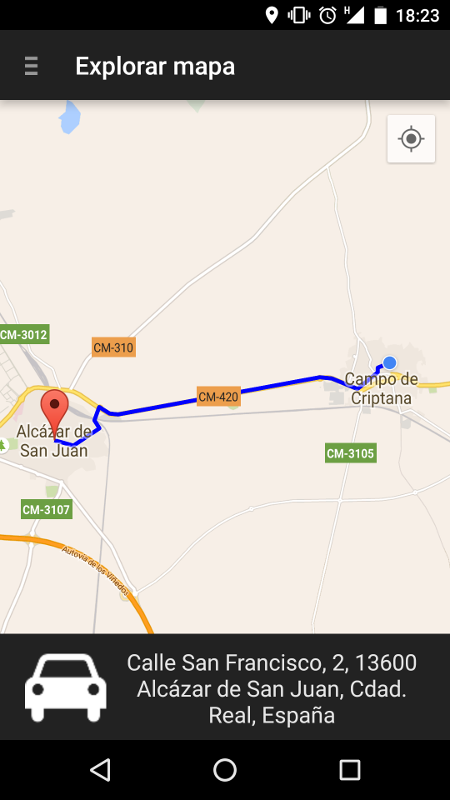 H
18:23
Explorar mapa
CM-3012
CM-310
CM-420
Campo de
Criptana
Alcázar de
San Juan
CM-3105
CM-3107
Autovía de los Viñedos
Calle San Francisco, 2, 13600
Alcázar de San Juan, Cdad.
Real, España